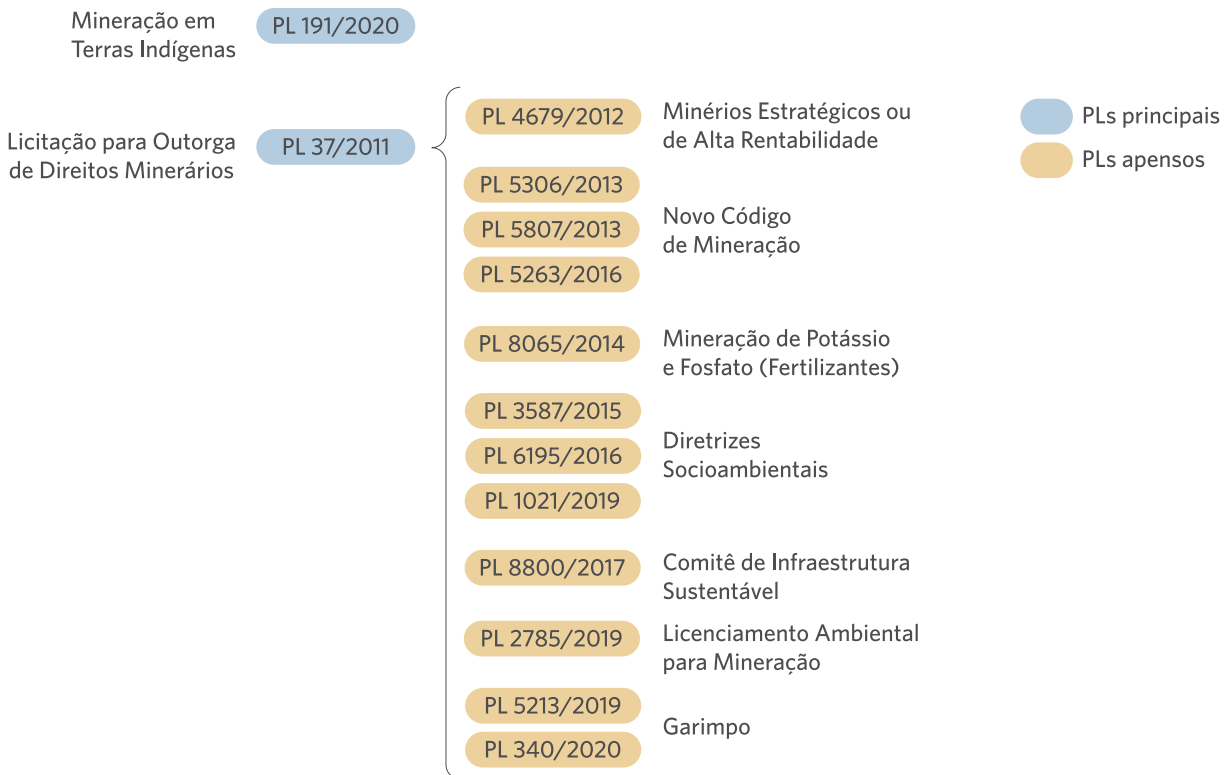 Mineração em
Terras Indígenas
PL 191/2020
Licitação para Outorga
de Direitos Minerários
PL 37/2011
PL 4679/2012
Minérios Estratégicos ou
de Alta Rentabilidade
PL 5306/2013
PL 5807/2013
PL 5263/2016
Novo Código
de Mineração
PL 8065/2014
Mineração de Potássio
e Fosfato (Fertilizantes)
PL 3587/2015
PL 6195/2016
PL 1021/2019
Diretrizes
Socioambientais
PL 8800/2017
Comitê de Infraestrutura
Sustentável
PL 2785/2019
Licenciamento Ambiental
para Mineração
PL 5213/2019
PL 340/2020
Garimpo
PLs principais
PLs apensos